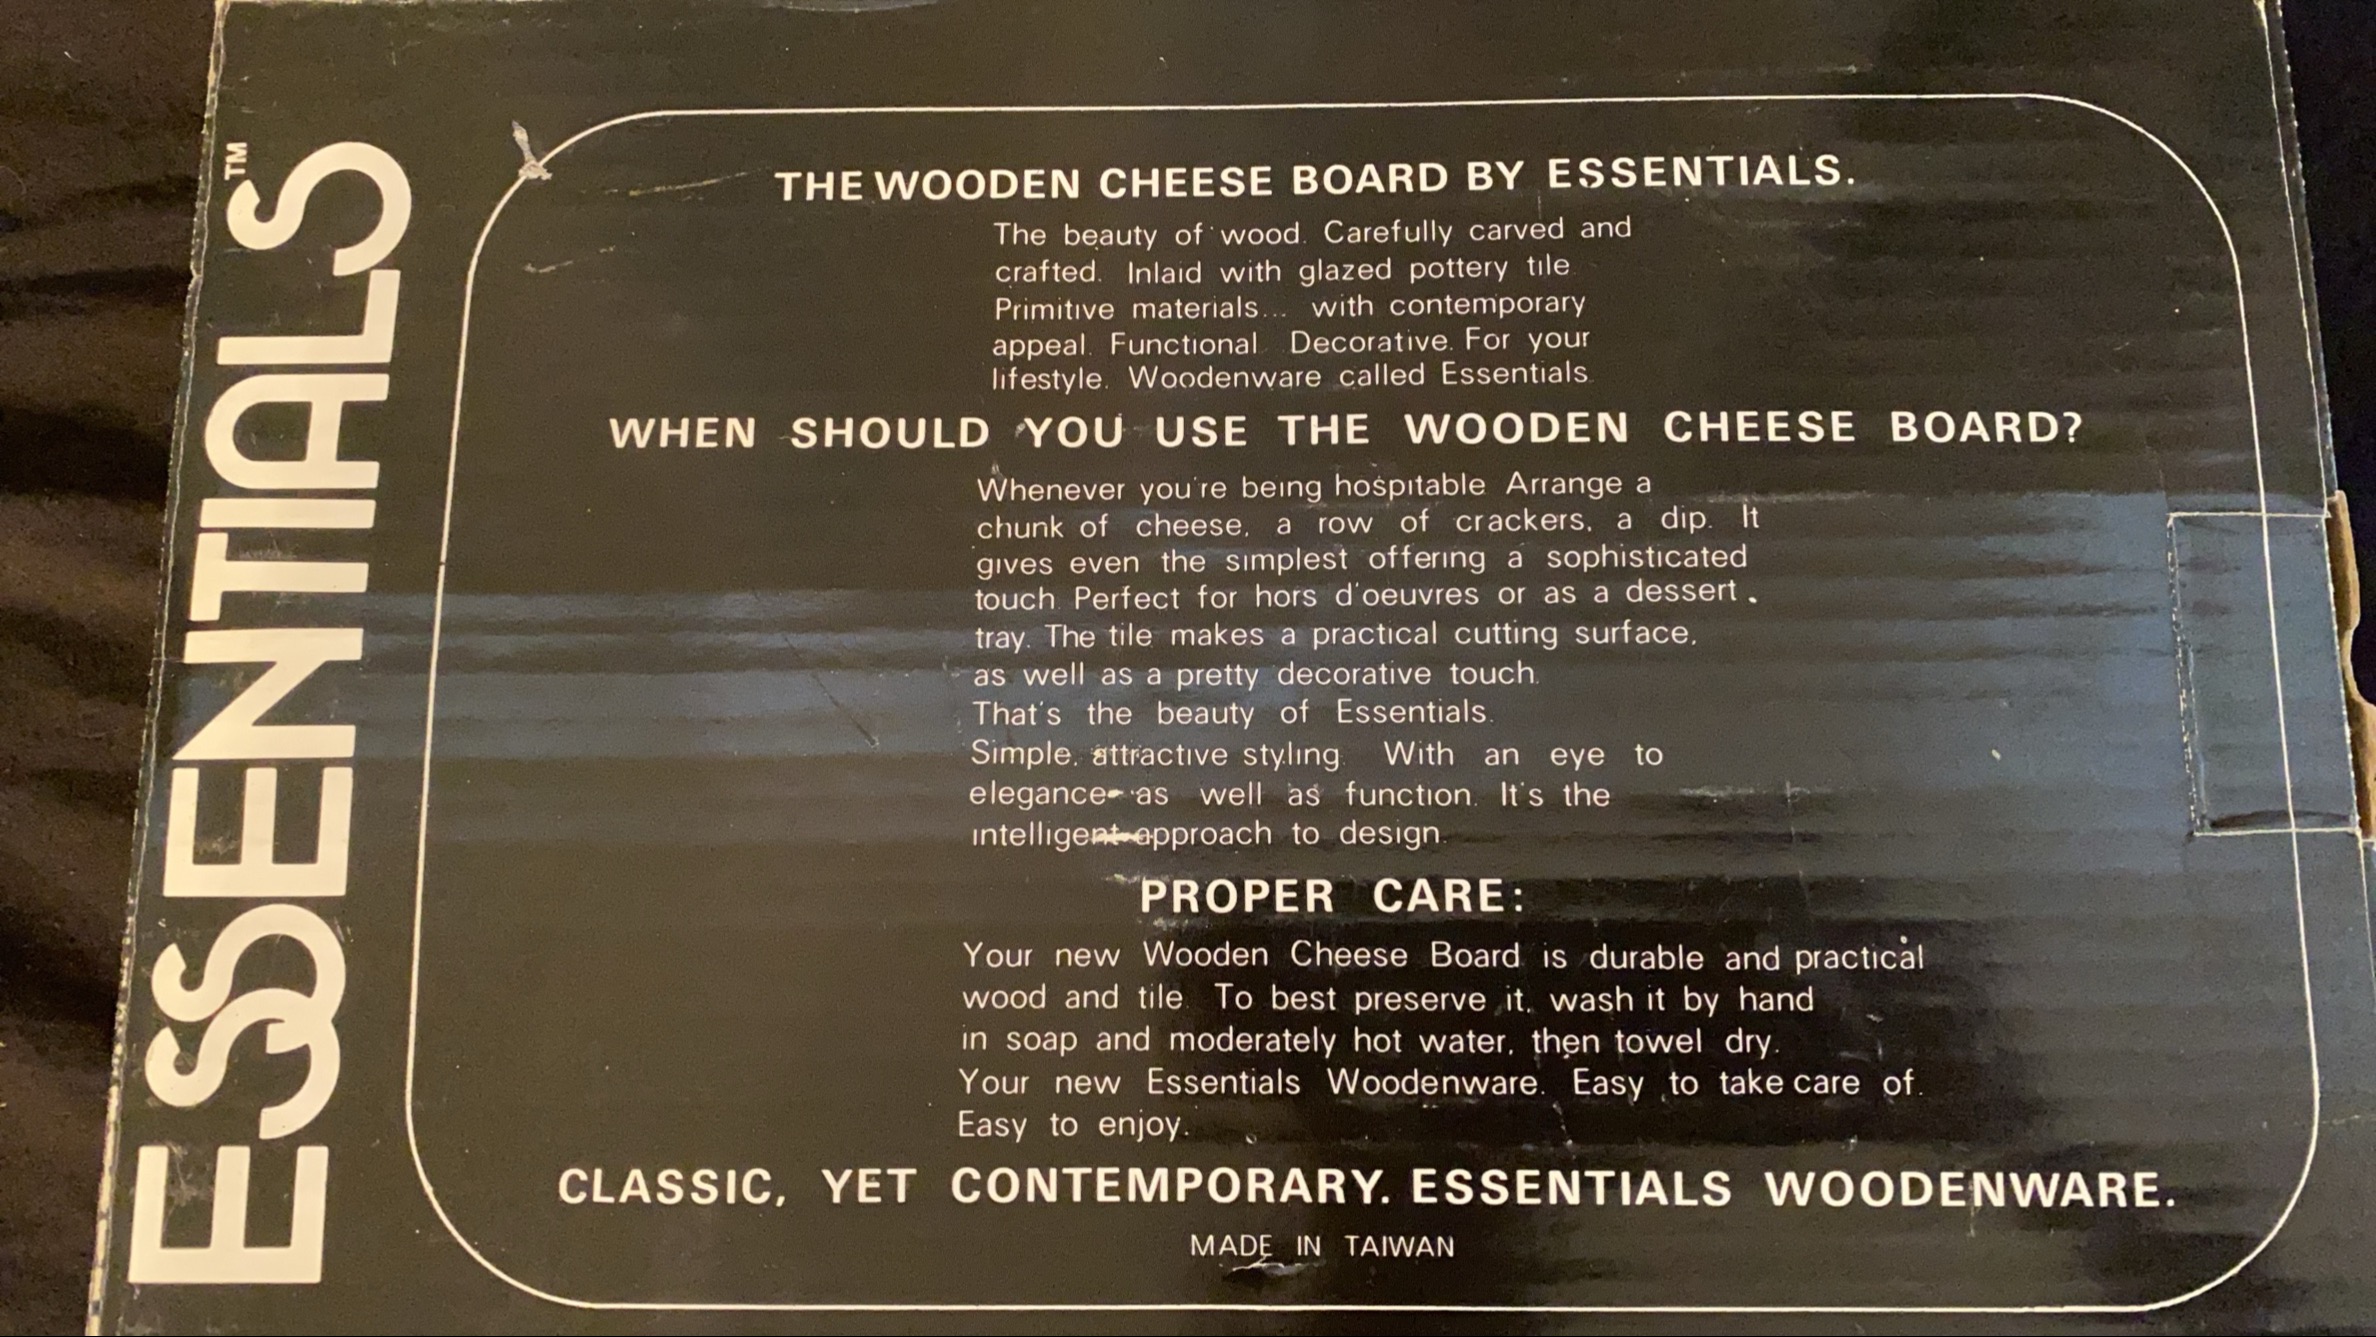 ESSENTIALS™
THE WOODEN CHEESE BOARD BY ESSENTIALS.
The beauty of wood. Carefully carved and
crafted. Inlaid with glazed pottery tile
Primitive materials... with contemporary
appeal. Functional. Decorative. For your
lifestyle. Woodenware called Essentials.
WHEN SHOULD YOU USE THE WOODEN CHEESE BOARD?
Whenever you're being hospitable Arrange a
chunk of cheese, a row of crackers, a dip. It
gives even the simplest offering a sophisticated
touch. Perfect for hors d'oeuvres or as a dessert .
tray. The tile makes a practical cutting surface,
as well as a pretty decorative touch.
That's the beauty of Essentials.
Simple, attractive styling. With an eye to
elegance as well as function. It's the
intelligent approach to design.
PROPER CARE:
Your new Wooden Cheese Board is durable and practical
wood and tile. To best preserve it, wash it by hand
in soap and moderately hot water, then towel dry.
Your new Essentials Woodenware. Easy to take care of.
Easy to enjoy.
CLASSIC, YET CONTEMPORARY. ESSENTIALS WOODENWARE.
MADE IN TAIWAN